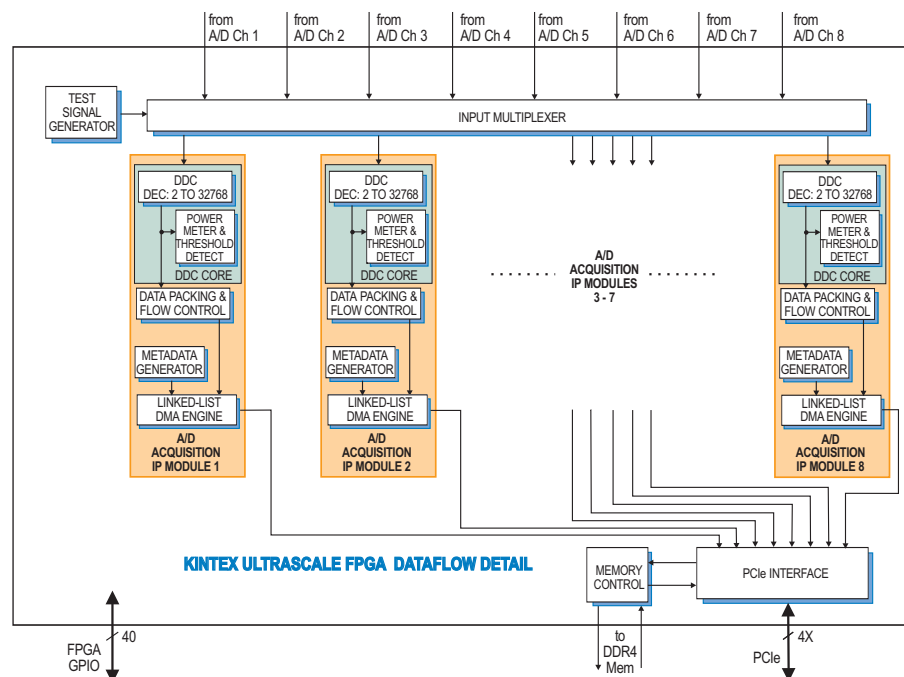 from
A/D Ch 1
from
A/D Ch 2
from
A/D Ch 3
from
A/D Ch 4
from
A/D Ch 5
from
A/D Ch 6
from
A/D Ch 7
from
A/D Ch 8
TEST
SIGNAL
GENERATOR
INPUT MULTIPLEXER
DDC
DEC: 2 TO 32768
POWER
METER &
THRESHOLD
DETECT
DDC CORE
DATA PACKING &
FLOW CONTROL
METADATA
GENERATOR
LINKED-LIST
DMA ENGINE
A/D
ACQUISITION
IP MODULE 1
DDC
DEC: 2 TO 32768
POWER
METER &
THRESHOLD
DETECT
DDC CORE
DATA PACKING &
FLOW CONTROL
METADATA
GENERATOR
LINKED-LIST
DMA ENGINE
A/D
ACQUISITION
IP MODULE 2
A/D
ACQUISITION
IP MODULES
3 - 7
DDC
DEC: 2 TO 32768
POWER
METER &
THRESHOLD
DETECT
DDC CORE
DATA PACKING &
FLOW CONTROL
METADATA
GENERATOR
LINKED-LIST
DMA ENGINE
A/D
ACQUISITION
IP MODULE 8
KINTEX ULTRASCALE FPGA DATAFLOW DETAIL
MEMORY
CONTROL
PCIe INTERFACE
40
FPGA
GPIO
to
DDR4
Mem
4X
PCIe